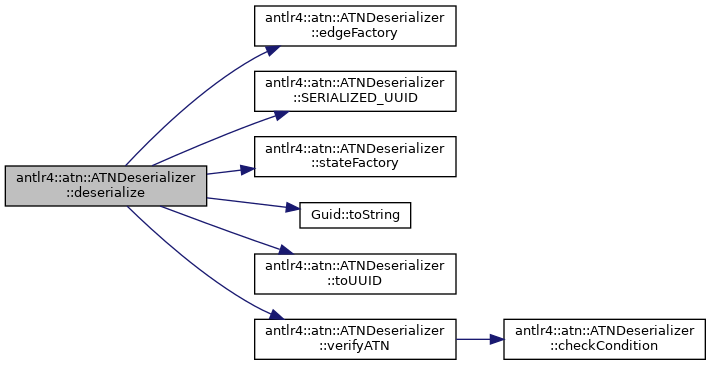 antlr4::atn::ATNDeserializer
::deserialize
antlr4::atn::ATNDeserializer
::edgeFactory
antlr4::atn::ATNDeserializer
::SERIALIZED_UUID
antlr4::atn::ATNDeserializer
::stateFactory
Guid::toString
antlr4::atn::ATNDeserializer
::toUUID
antlr4::atn::ATNDeserializer
::verifyATN
antlr4::atn::ATNDeserializer
::checkCondition